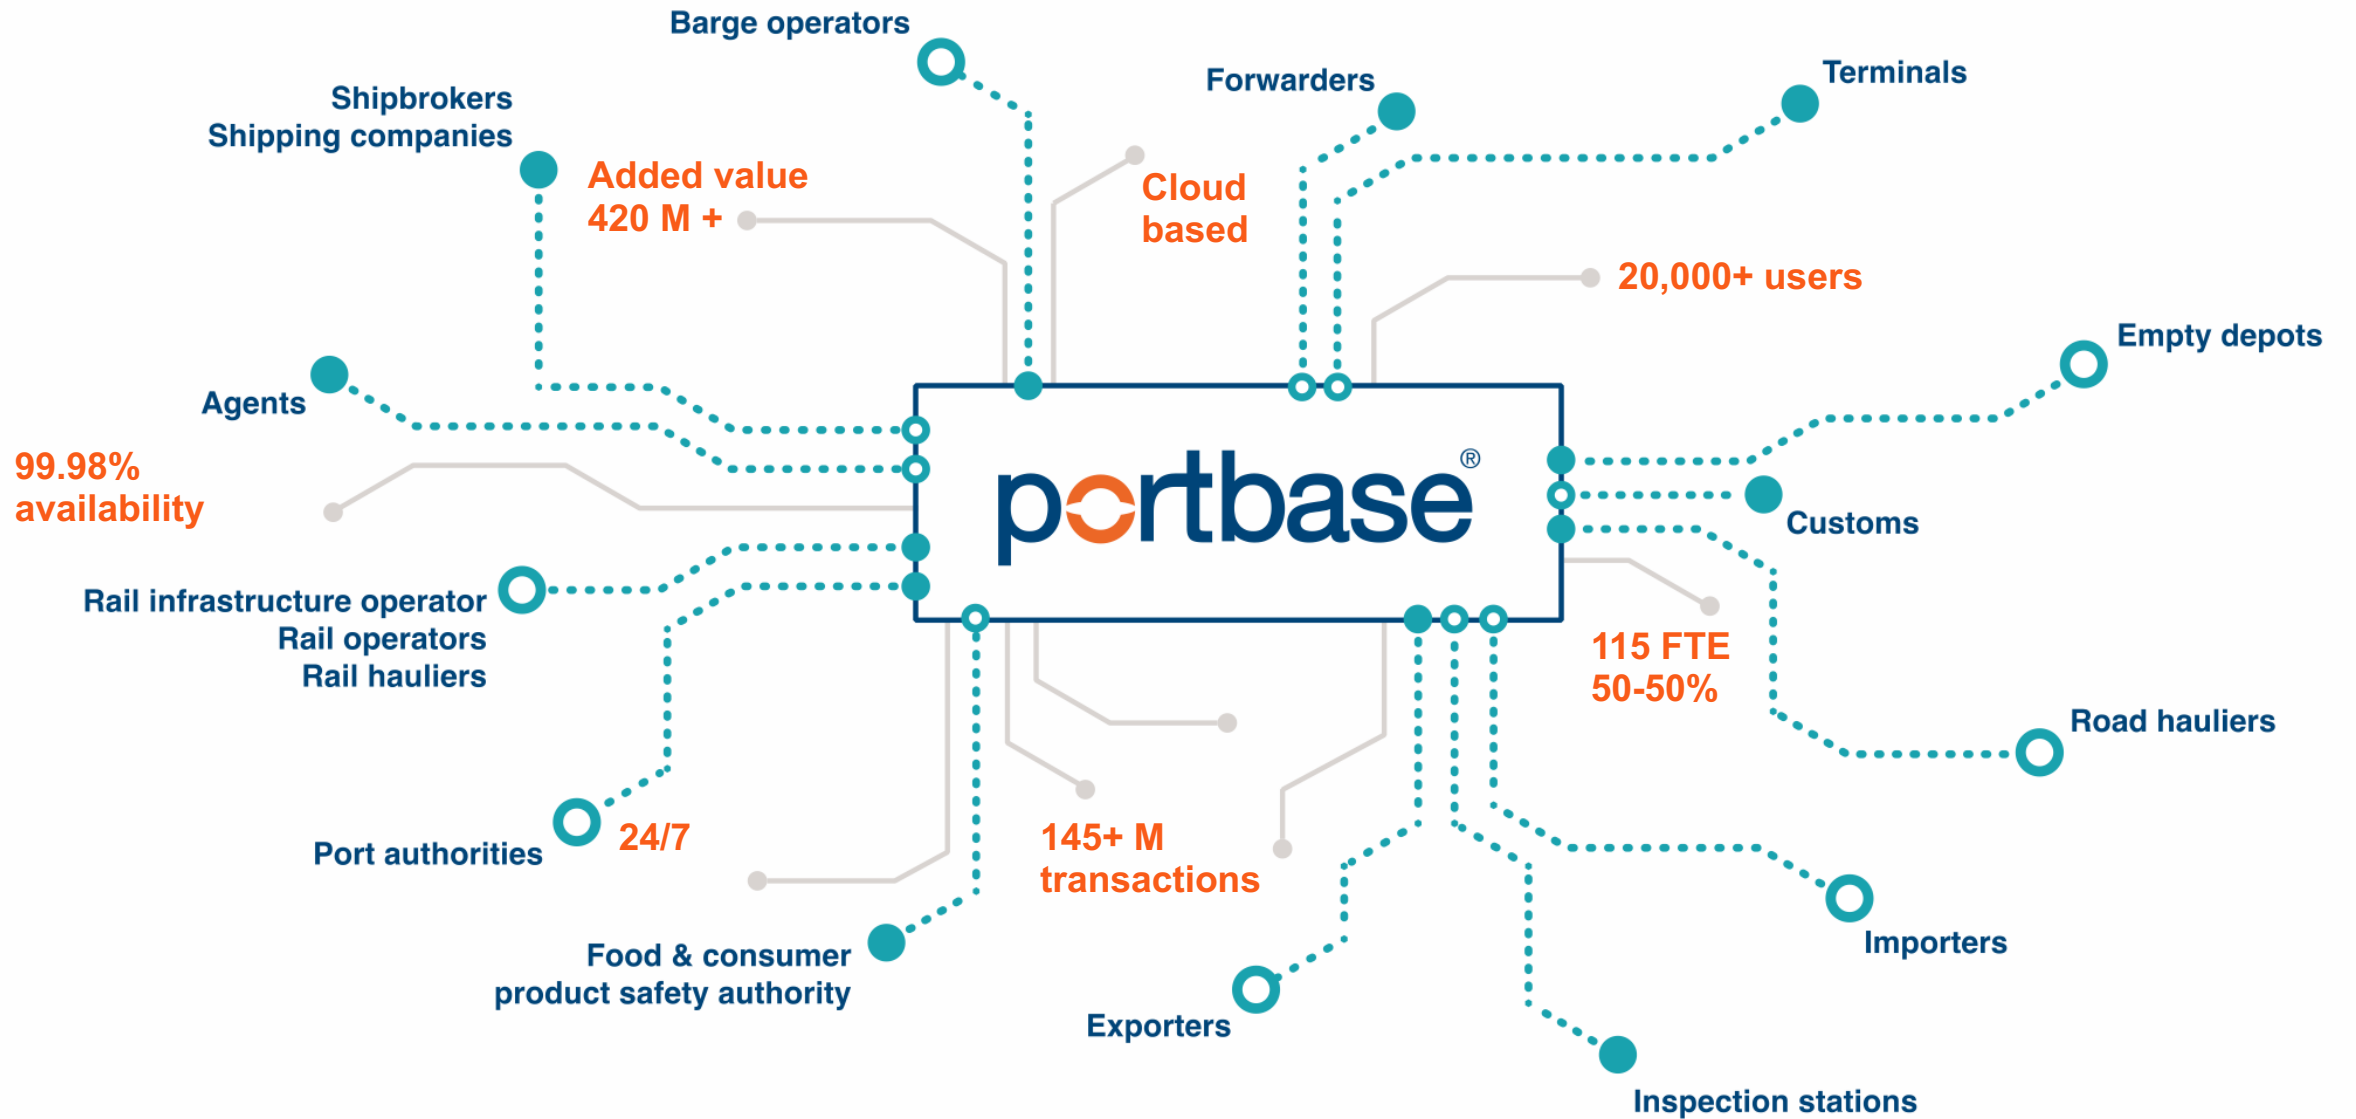 Barge operators
Forwarders
Terminals
Shipbrokers
Shipping companies
Added value
420 M +
Cloud
based
20,000+ users
Empty depots
Agents
99.98%
availability
portbase®
Customs
Rail infrastructure operator
Rail operators
Rail hauliers
115 FTE
50-50%
Road hauliers
Port authorities
24/7
145+ M
transactions
Food & consumer
product safety authority
Exporters
Importers
Inspection stations